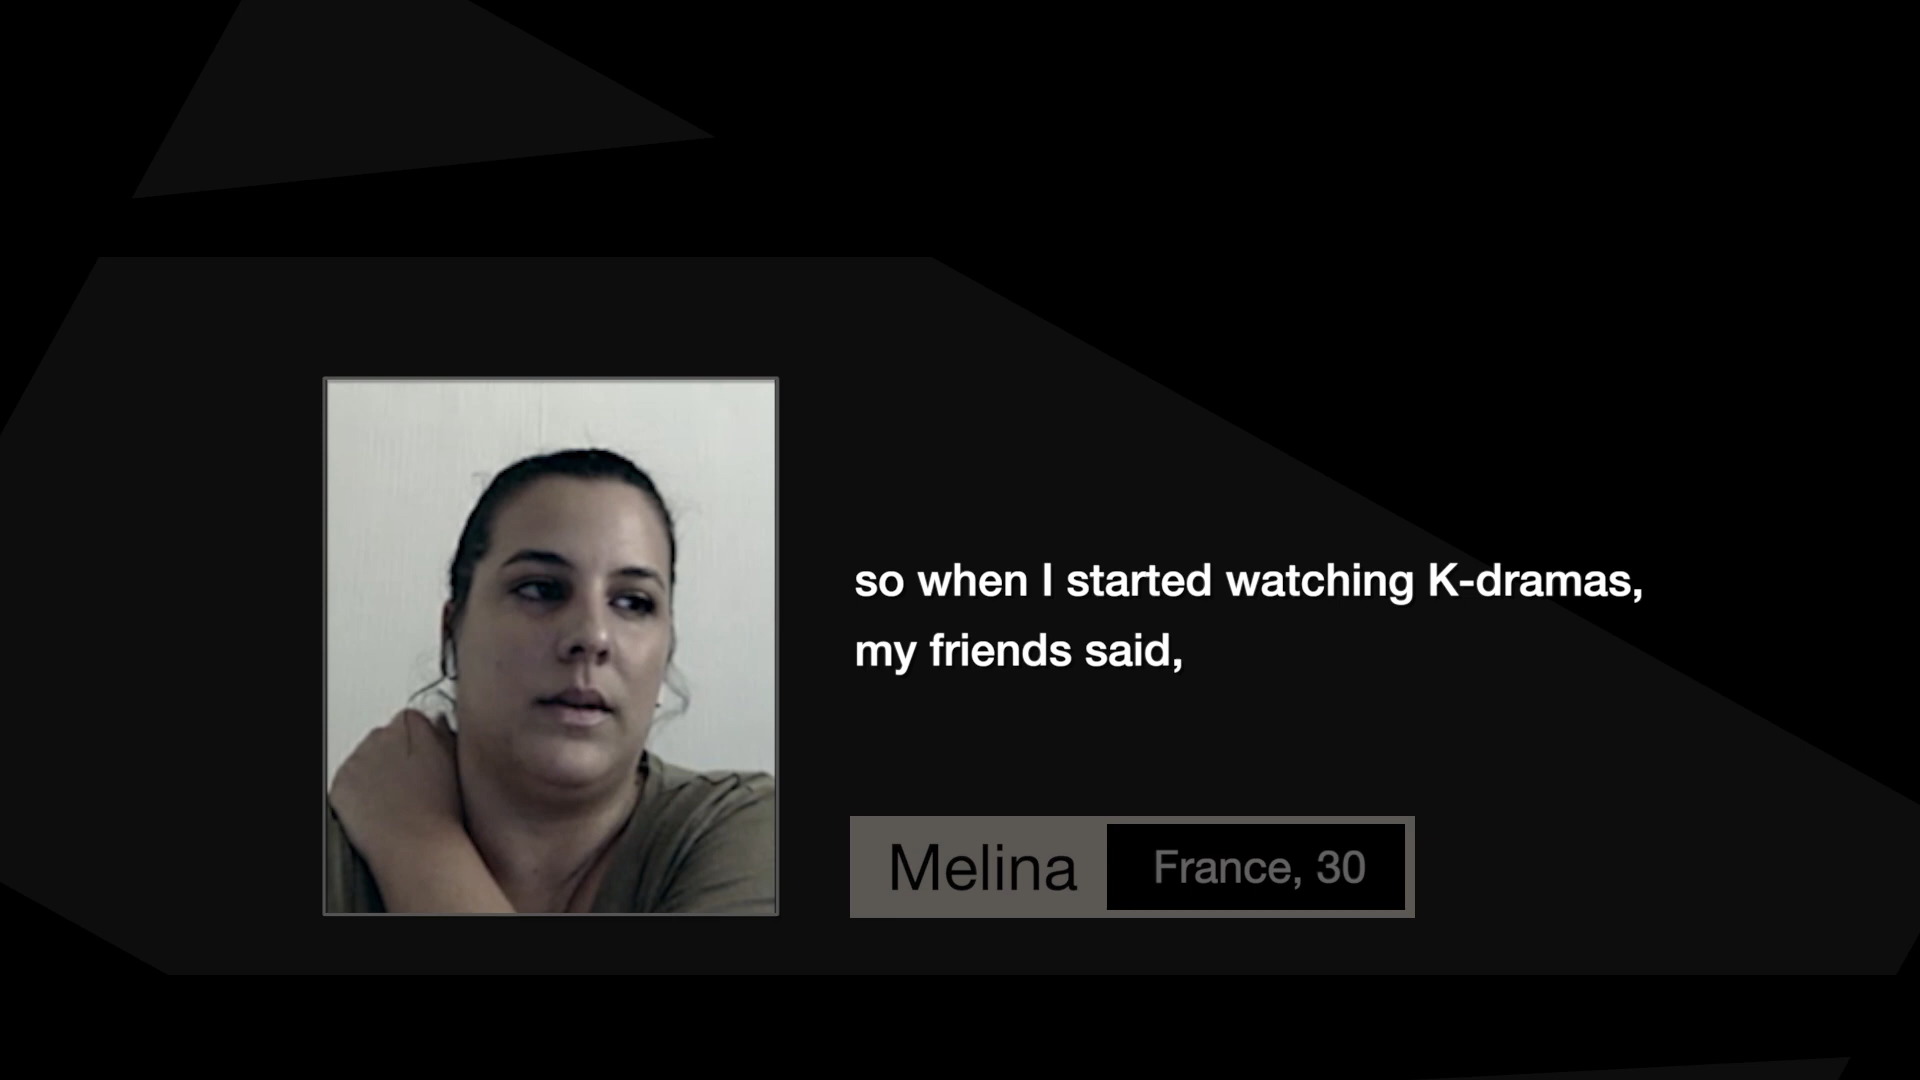 so when I started watching K-dramas,
my friends said,
Melina
France, 30